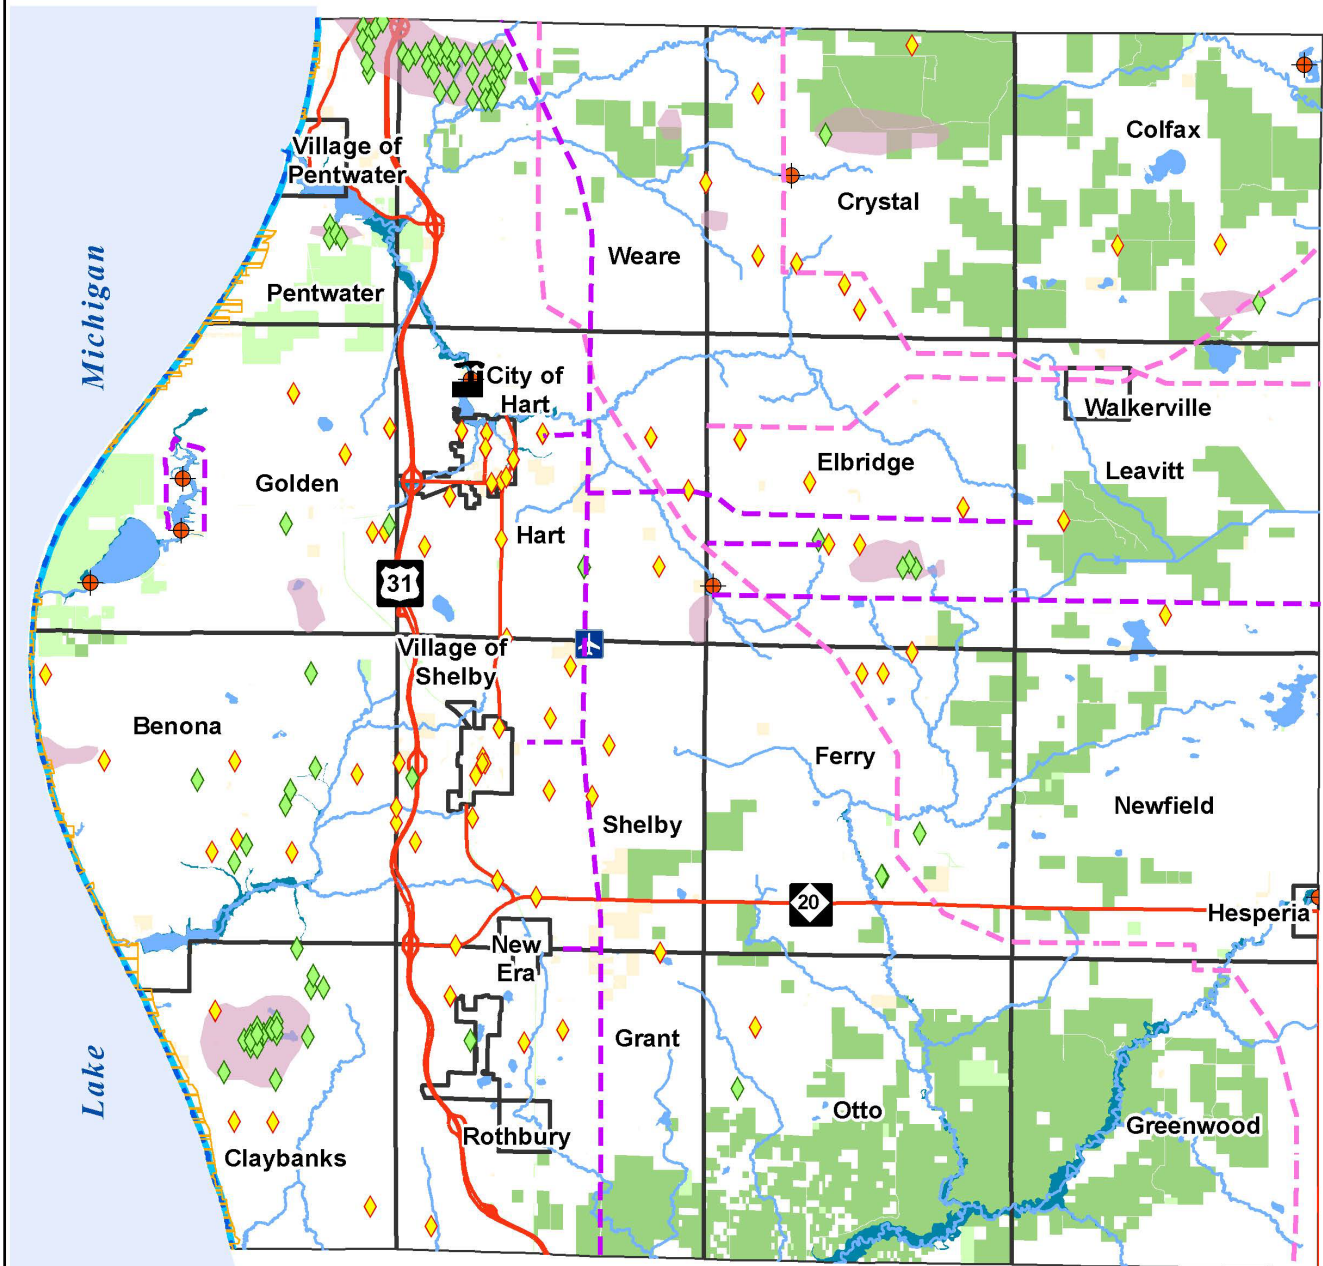 Colfax
Village of
Pentwater
Crystal
Weare
Michigan
Pentwater
City of
Hart
Walkerville
Elbridge
Leavitt
Golden
Hart
31
Village of
Shelby
Benona
Ferry
Newfield
Shelby
20
Hesperia
New
Era
Grant
Lake
Otto
Greenwood
Rothbury
Claybanks